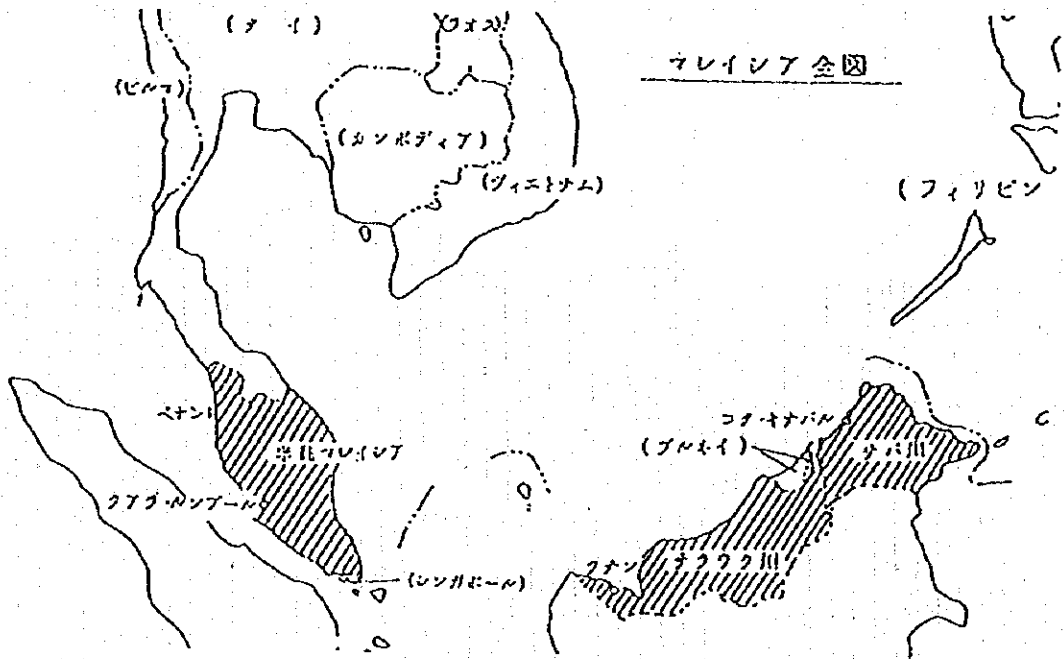 (タイ)
(ラオス)
マレイシア全図
(ビルマ)
(カンボディア)
(ヴィエトナム)
(フィリピン
ペナン
コタ・キナバル
(ブルネイ)
サバ州
半島マレイシア
クアラ・ルンプール
クチン
サラワク州
(シンガポール)